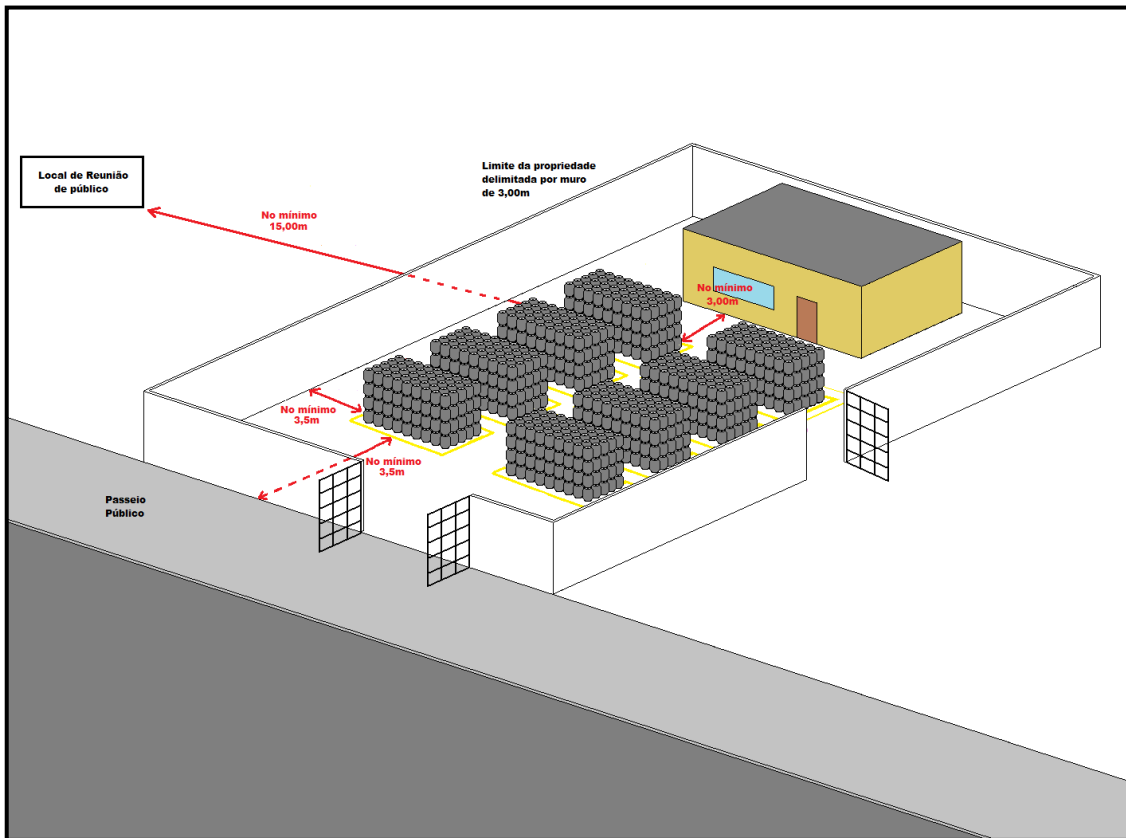 Limite da propriedade
delimitada por muro
de 3,00m
Local de Reunião
de público
No mínimo
15,00m
No mínimo
3,00m
No mínimo
3,5m
No mínimo
3,5m
Passeio
Público